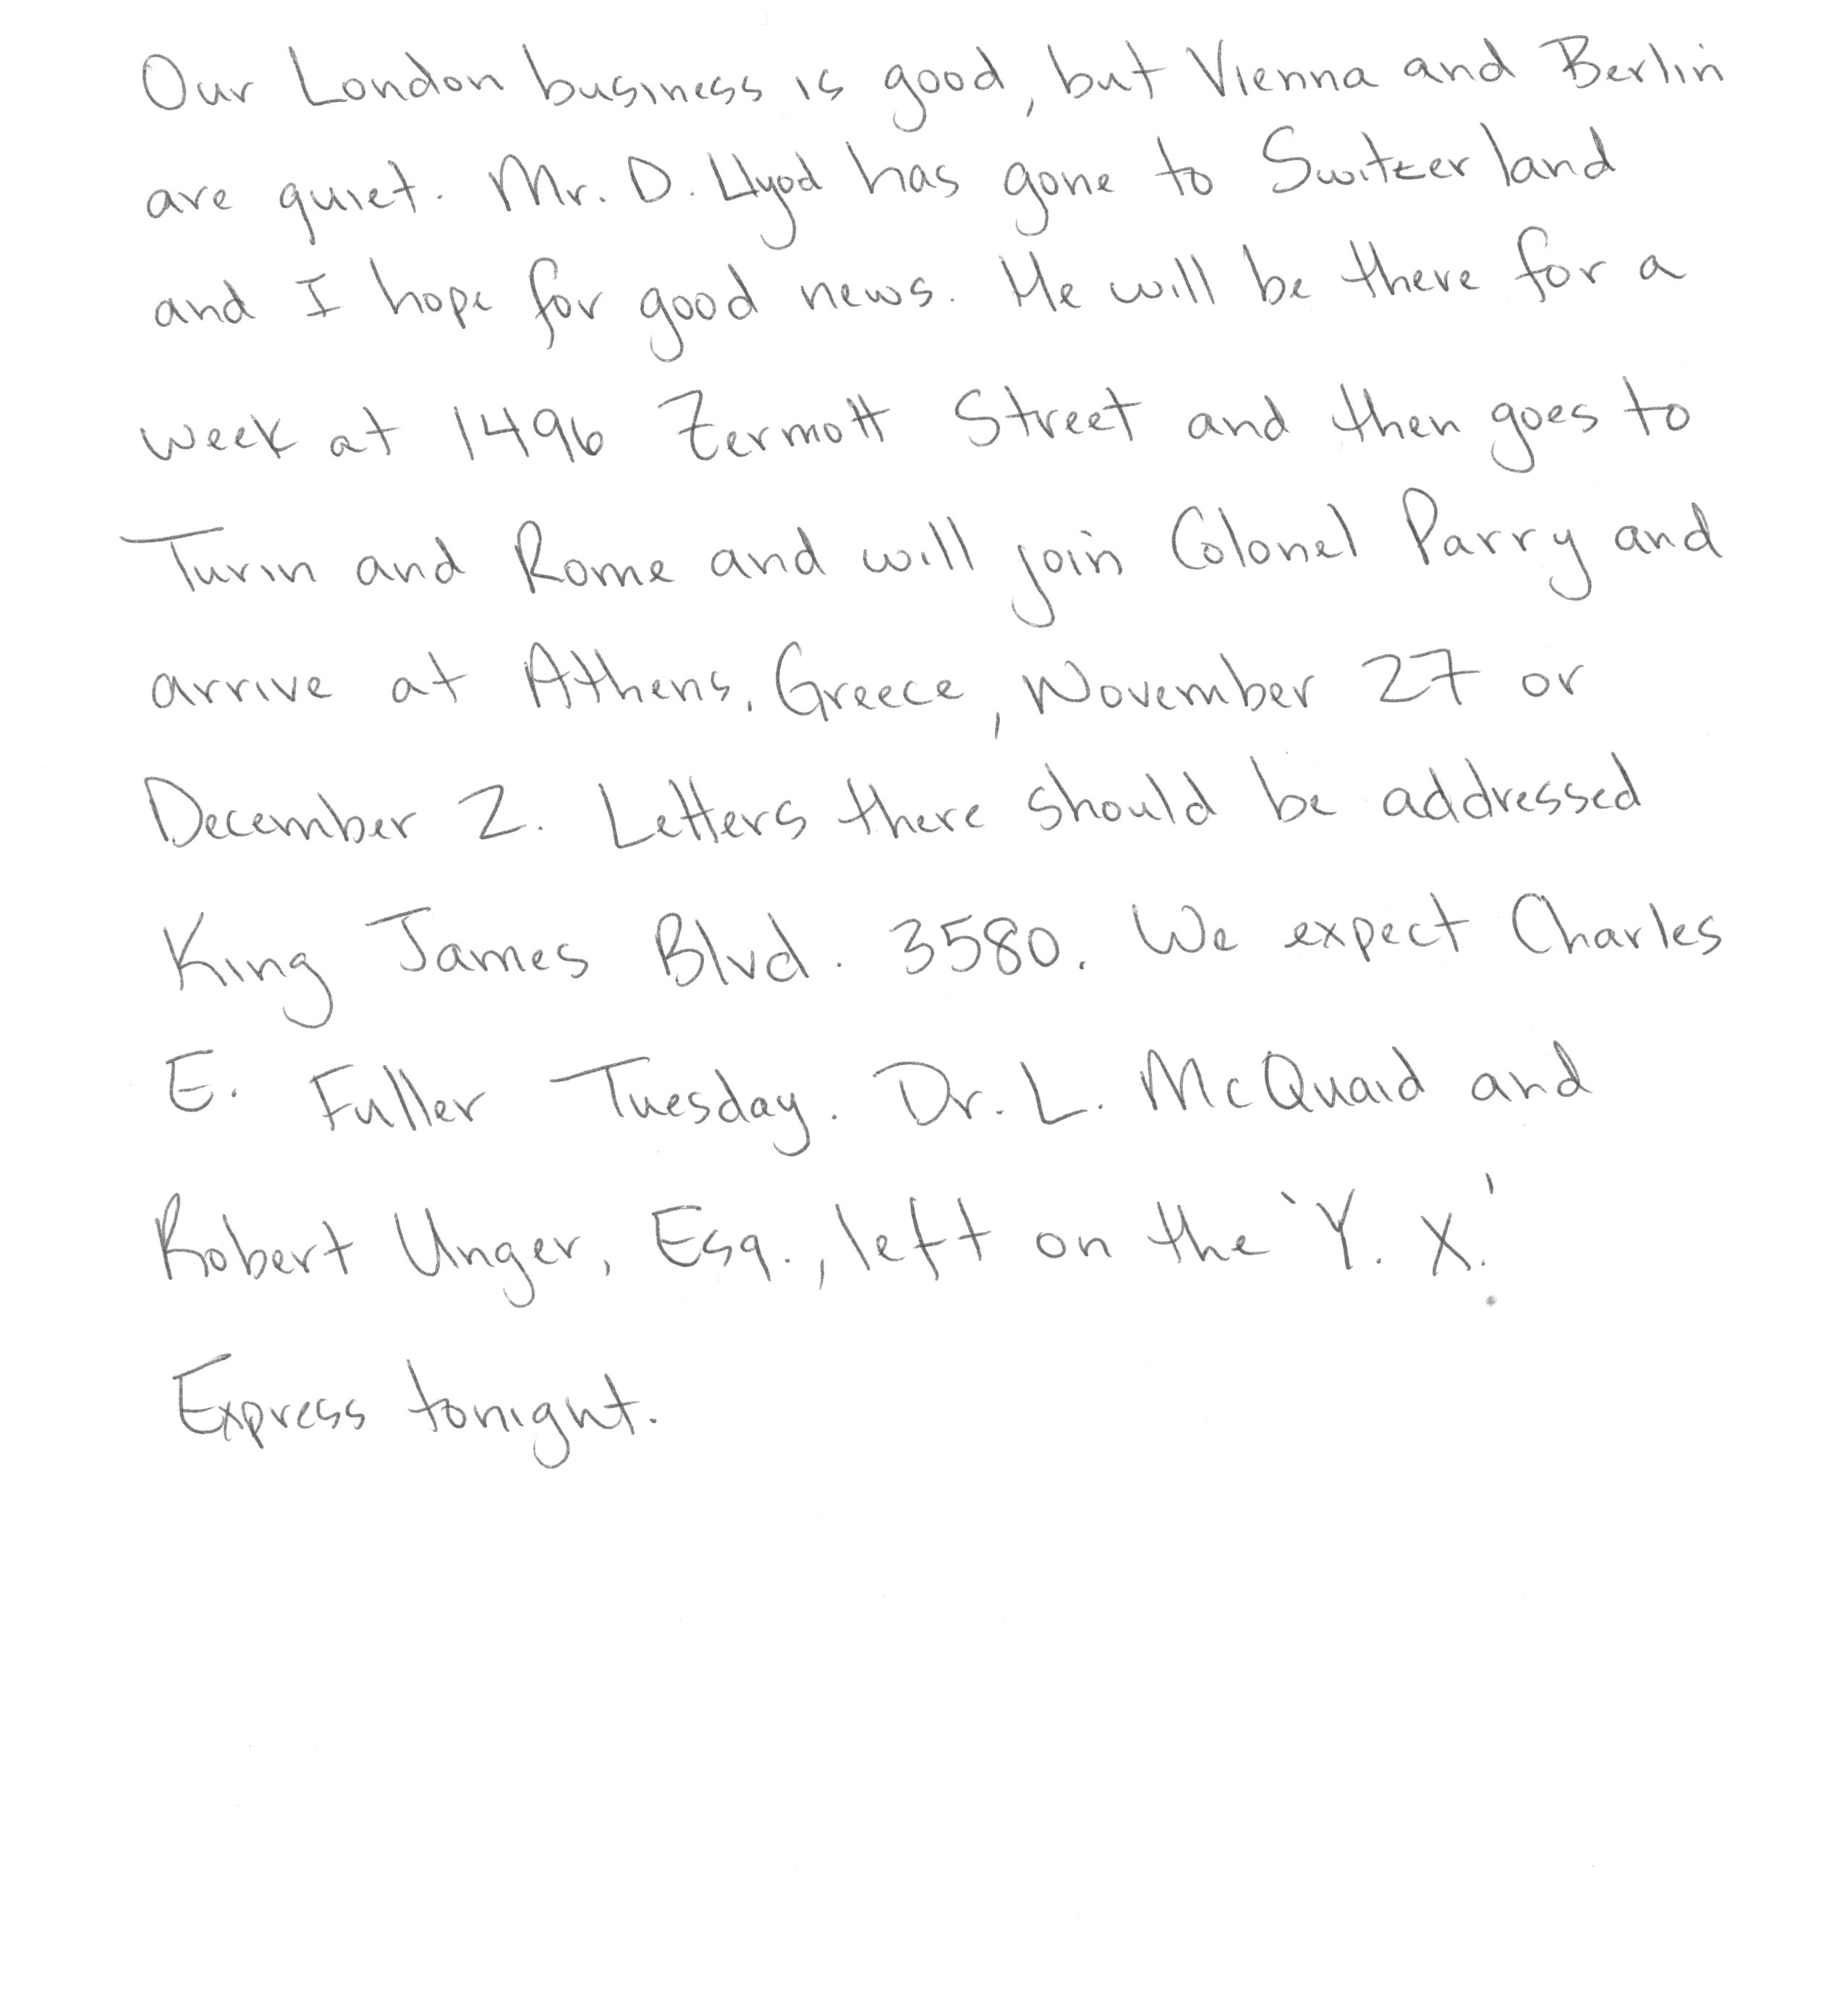 Our London business is good, but Vienna and Berlin
are quiet. Mr. D. Llyod has gone to Switzerland
and I hope for good news. He will be there for a
week at 1496 Zermott Street and then goes to
Turin and Rome and will join Colonel Parry and
arrive at Athens, Greece, November 27 or
December 2. Letters there should be addressed
King James Blvd. 3580. We expect Charles
E. Fuller Tuesday. Dr. L. McQuaid and
Robert Unger, Esq., left on the 'Y. X.'
Express tonight.